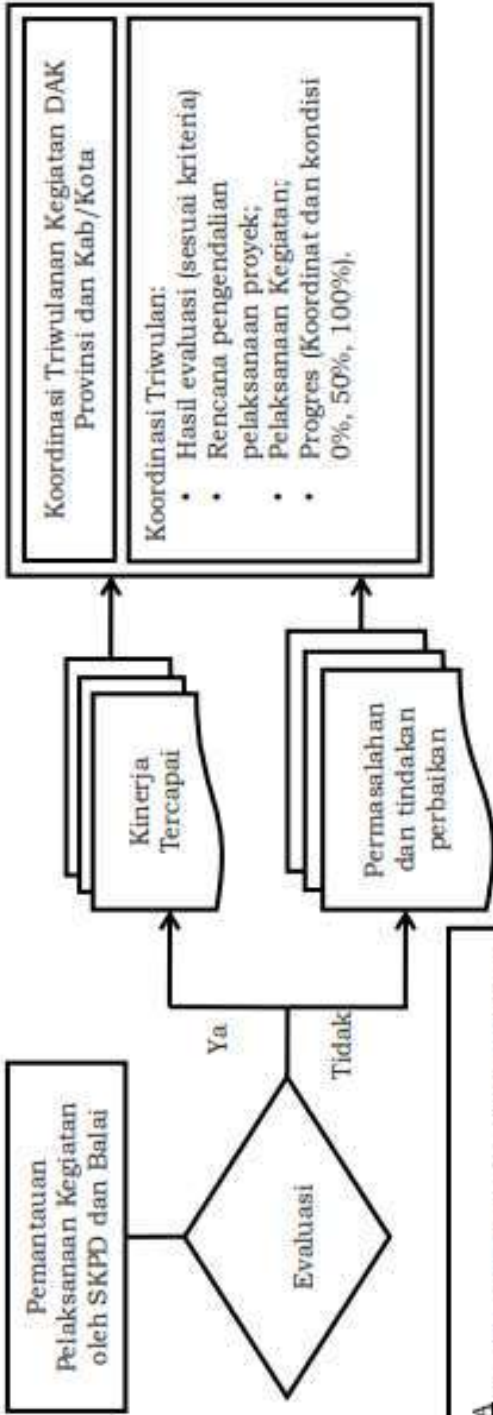 Pemantauan
Pelaksanaan Kegiatan
oleh SKPD dan Balai
Evaluasi
Ya
Tidak
Kinerja
Tercapai
Permasalahan
dan tindakan
perbaikan
Koordinasi Triwulanan Kegiatan DAK
Provinsi dan Kab/Kota
Koordinasi Triwulan:
• Hasil evaluasi (sesuai kriteria)
• Rencana pengendalian
pelaksanaan proyek;
• Pelaksanaan Kegiatan;
• Progres (Koordinat dan kondisi
0%, 50%, 100%).
A